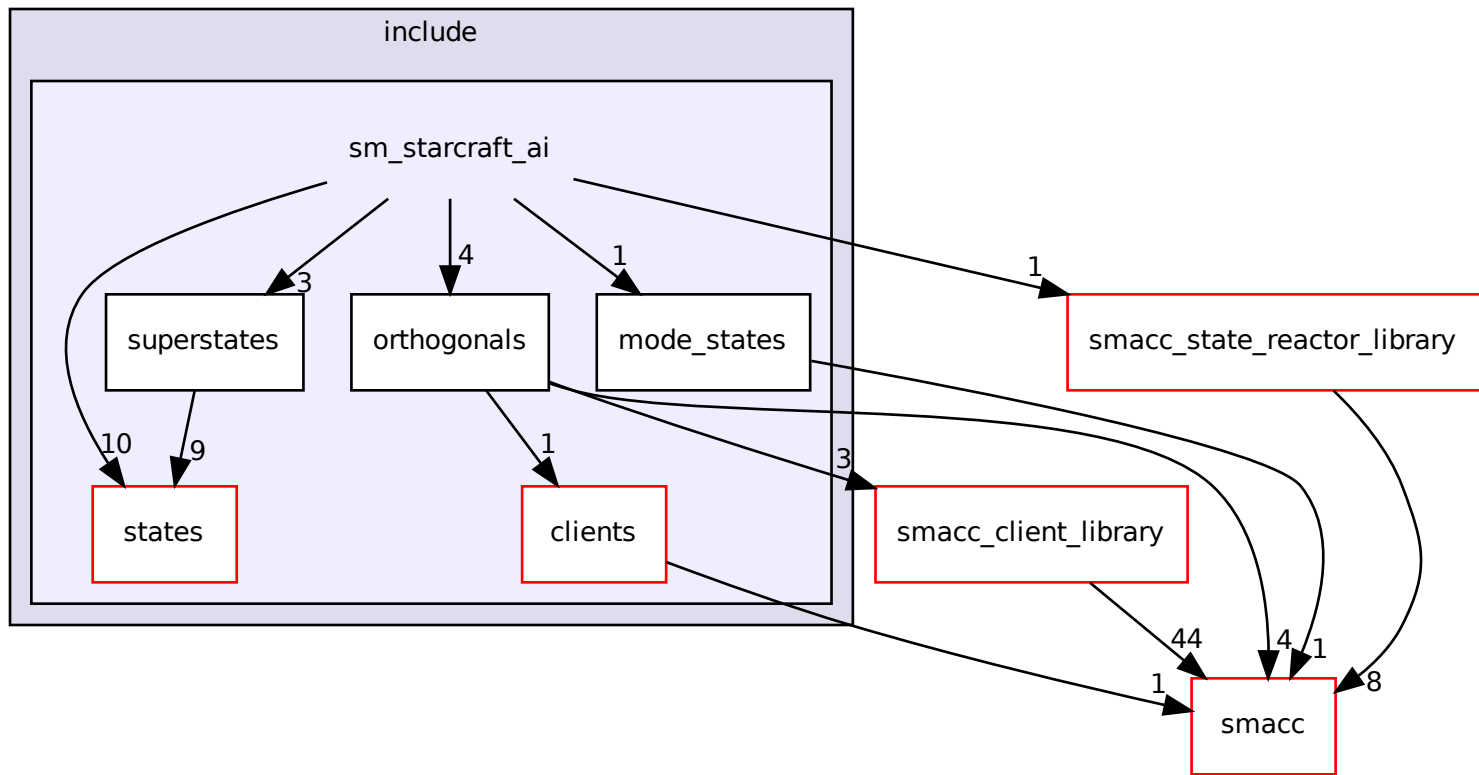 include
sm_starcraft_ai
1
1
4
3
superstates
orthogonals
mode_states
smacc_state_reactor_library
10
9
1
3
states
clients
smacc_client_library
44
4
1
1
8
smacc